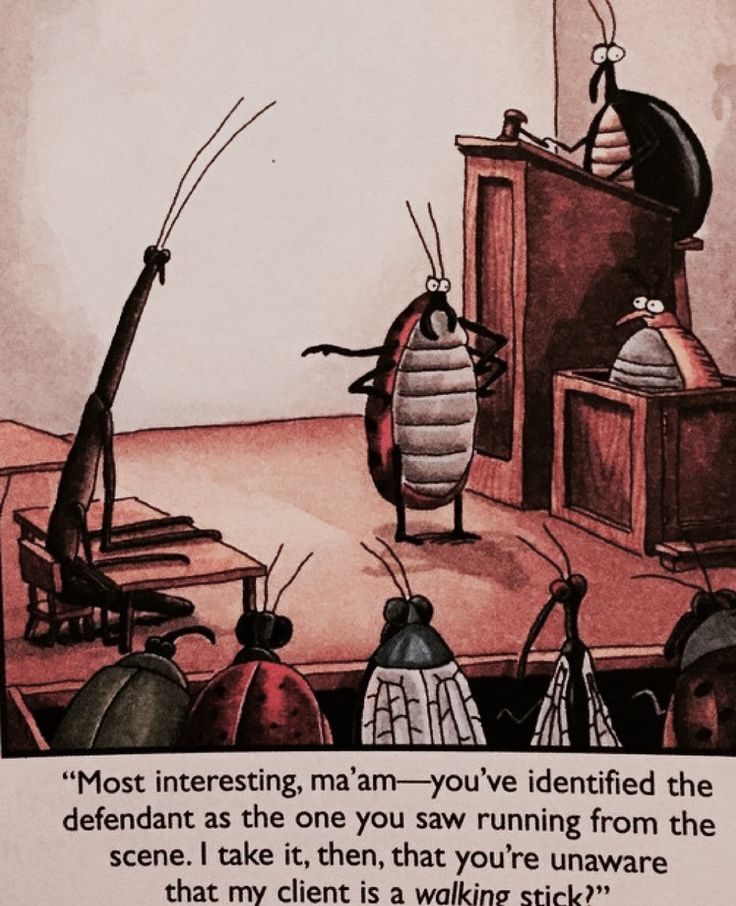 “Most interesting, ma’am—you’ve identified the
defendant as the one you saw running from the
scene. I take it, then, that you’re unaware
that my client is a walking stick?”